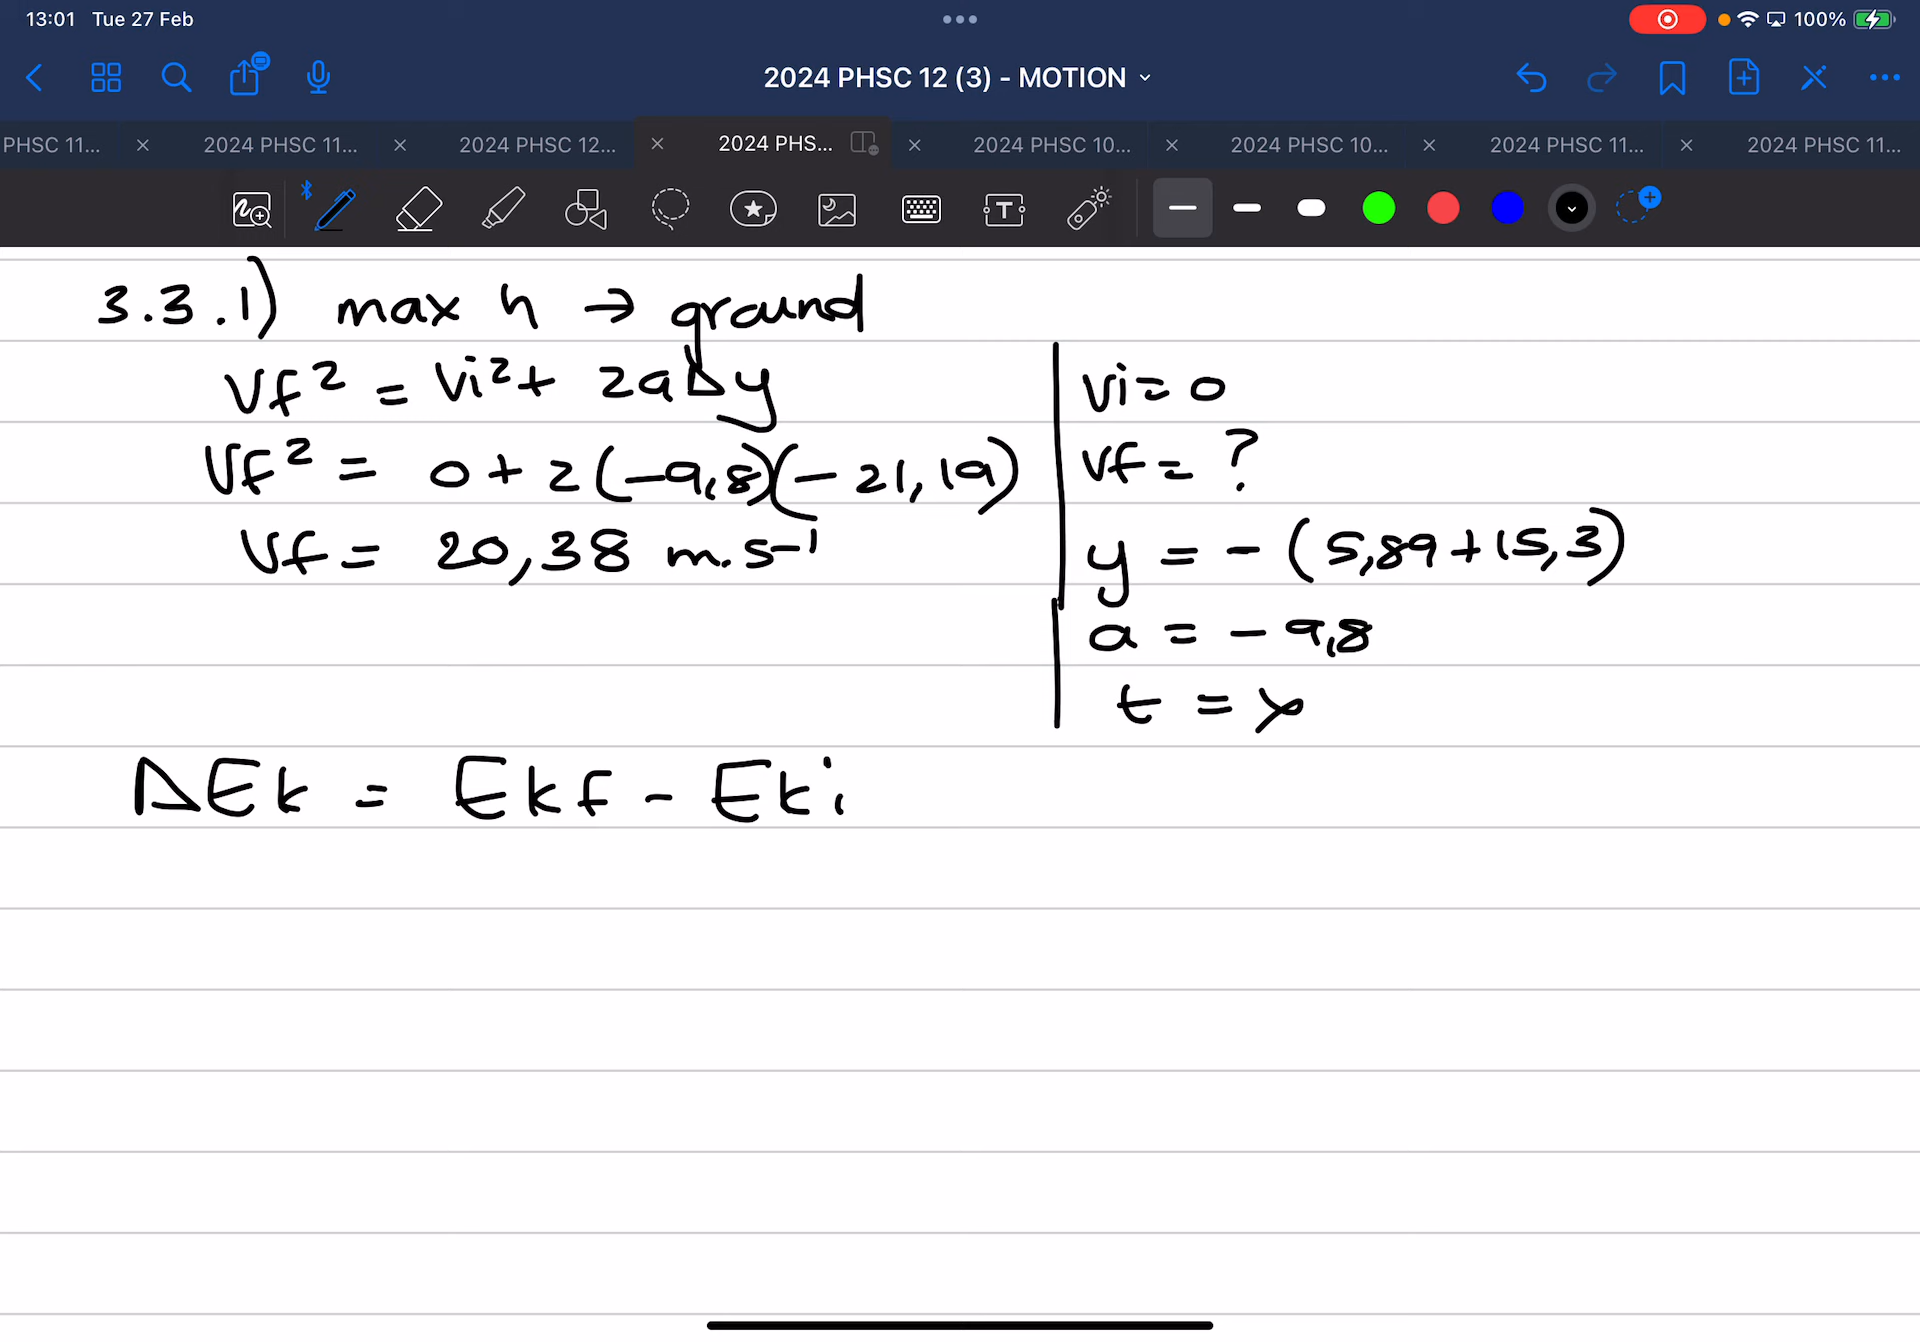 13:01 Tue 27 Feb
100%
2024 PHSC 12 (3) - MOTION
PHSC 11...
2024 PHSC 11...
2024 PHSC 12...
2024 PHS...
2024 PHSC 10...
2024 PHSC 10...
2024 PHSC 11...
2024 PHSC 11...
3.3.1) max h → ground
Vf² = Vi² + 2aΔy
Vf² = 0 + 2(-9,8)(-21,19)
Vf = 20,38 m.s⁻¹
Vi = 0
Vf = ?
y = - (5,89 + 15,3)
a = - 9,8
t = x
ΔEk = Ekf - Eki